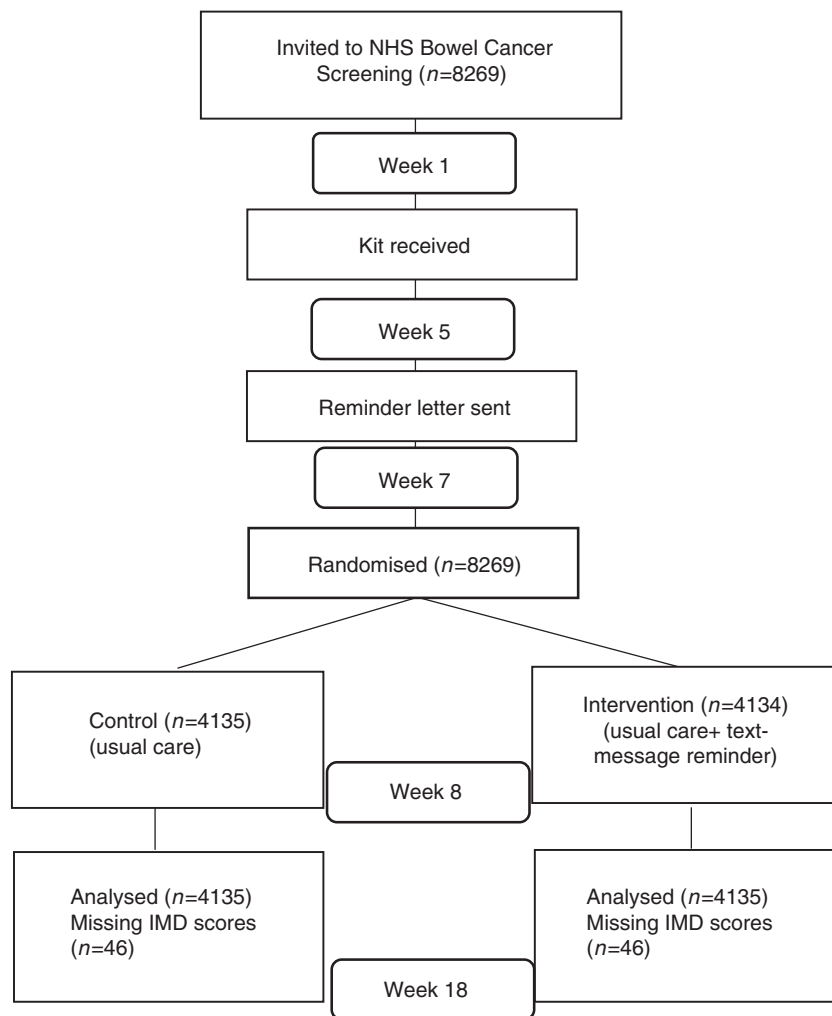 Invited to NHS Bowel Cancer
Screening (n=8269)
Week 1
Kit received
Week 5
Reminder letter sent
Week 7
Randomised (n=8269)
Control (n=4135)
(usual care)
Intervention (n=4134)
(usual care+ text-
message reminder)
Week 8
Analysed (n=4135)
Missing IMD scores
(n=46)
Analysed (n=4135)
Missing IMD scores
(n=46)
Week 18